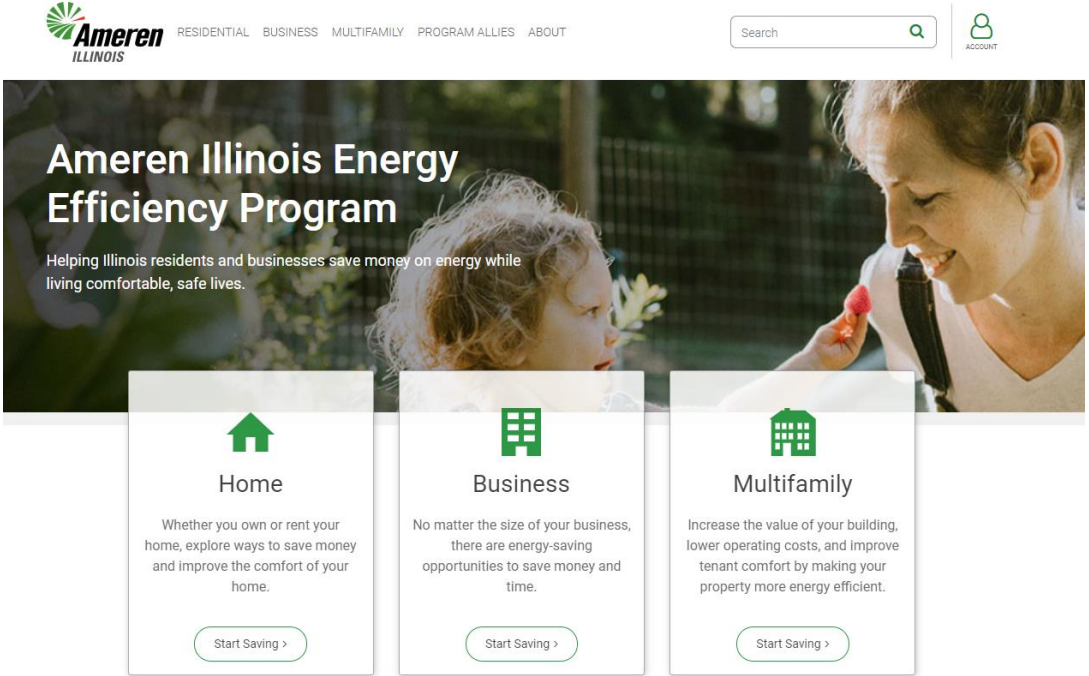 Ameren
ILLINOIS
RESIDENTIAL BUSINESS MULTIFAMILY PROGRAM ALLIES ABOUT
Search
ACCOUNT
Ameren Illinois Energy
Efficiency Program
Helping Illinois residents and businesses save money on energy while
living comfortable, safe lives.
Home
Whether you own or rent your
home, explore ways to save money
and improve the comfort of your
home.
Start Saving >
Business
No matter the size of your business,
there are energy-saving
opportunities to save money and
time.
Start Saving >
Multifamily
Increase the value of your building,
lower operating costs, and improve
tenant comfort by making your
property more energy efficient.
Start Saving >